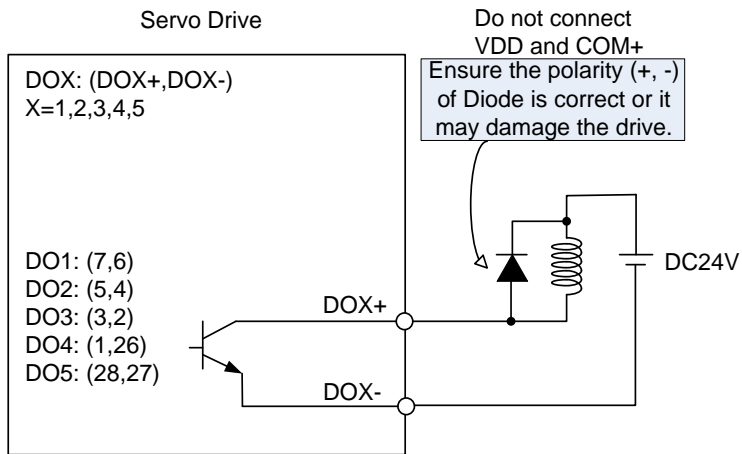 Servo Drive
Do not connect
VDD and COM+
Ensure the polarity (+, -)
of Diode is correct or it
may damage the drive.
DOX: (DOX+,DOX-)
X=1,2,3,4,5
DO1: (7,6)
DO2: (5,4)
DO3: (3,2)
DO4: (1,26)
DO5: (28,27)
DOX+
DOX-
DC24V